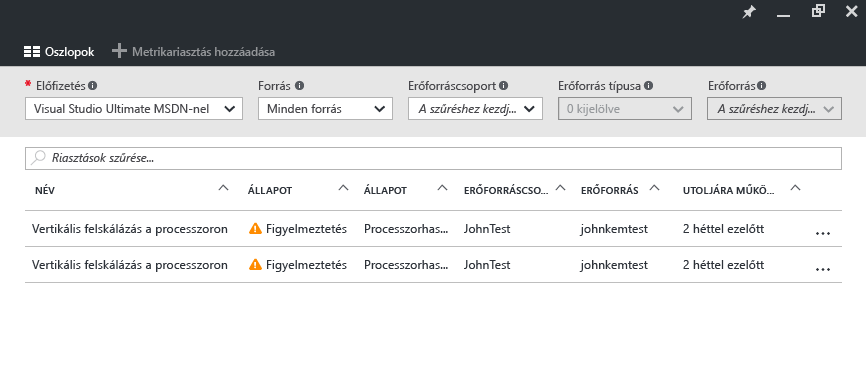 Oszlopok Metrikariasztás hozzáadása
* Előfizetés Forrás Erőforráscsoport Erőforrás típusa Erőforrás
Visual Studio Ultimate MSDN-nel Minden forrás A szűréshez kezdj... 0 kijelölve A szűréshez kezdj...
Riasztások szűrése...
NÉV ÁLLAPOT ÁLLAPOT ERŐFORRÁSCSO... ERŐFORRÁS UTOLJÁRA MŰKÖ...
Vertikális felskálázás a processzoron Figyelmeztetés Processzorhas... JohnTest johnkemtest 2 héttel ezelőtt ...
Vertikális felskálázás a processzoron Figyelmeztetés Processzorhas... JohnTest johnkemtest 2 héttel ezelőtt ...